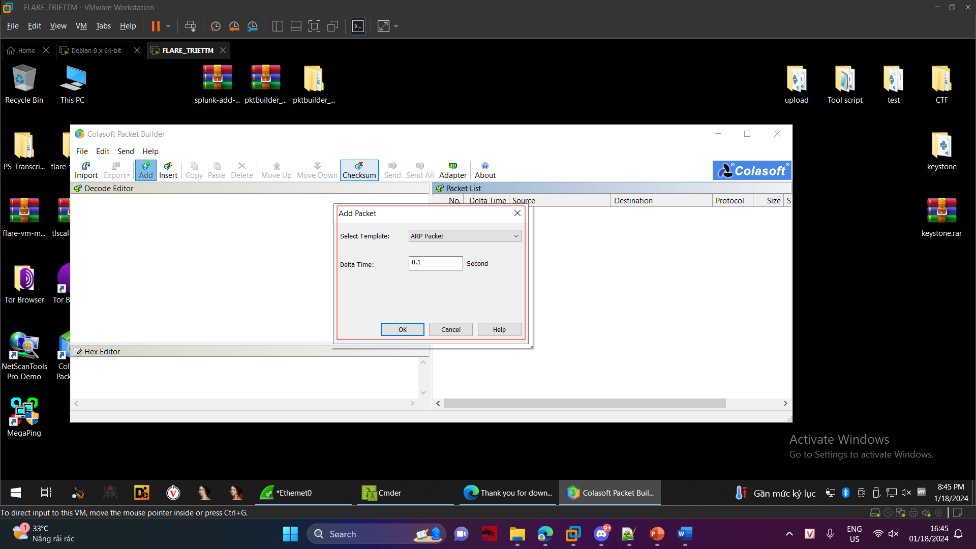 FLARE_TRIETTM - VMware Workstation
File Edit View VM Tabs Help
Home Debian 9.x 64-bit FLARE_TRIETTM
Recycle Bin This PC splunk-add-... pktbuilder_... pktbuilder_... upload Tool script test CTF
Colasoft Packet Builder
File Edit Send Help
Import Export Add Insert Copy Paste Delete Move Up Move Down Checksum Send Send All Adapter About
Colasoft
Decode Editor Packet List
No. Delta Time Source Destination Protocol Size S
Add Packet
Select Template: ARP Packet
Delta Time: 0.1 Second
OK Cancel Help
Hex Editor
PS_Transcri... flare
keystone
flare-vm-m... tlscal
keystone.rar
Tor Browser Tor B
NetScanTools
Pro Demo
Col
Pack
MegaPing
Activate Windows
Go to Settings to activate Windows.
*Ethernet0 Cmder Thank you for down... Colasoft Packet Buil... Gần mức kỷ lục
8:45 PM
1/18/2024
To direct input to this VM, move the mouse pointer inside or press Ctrl+G.
33°C
Nắng rải rác
Search
ENG
US
16:45
01/18/2024